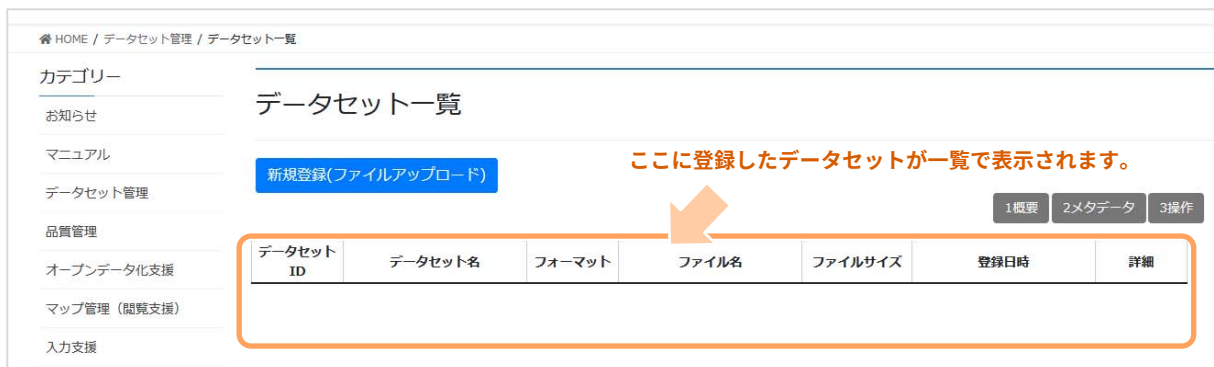 HOME / データセット管理 / データセット一覧
カテゴリー
お知らせ
マニュアル
データセット管理
品質管理
オープンデータ化支援
マップ管理（閲覧支援）
入力支援
データセット一覧
新規登録(ファイルアップロード)
ここに登録したデータセットが一覧で表示されます。
1概要 2メタデータ 3操作
データセット
ID
データセット名 フォーマット ファイル名 ファイルサイズ 登録日時 詳細